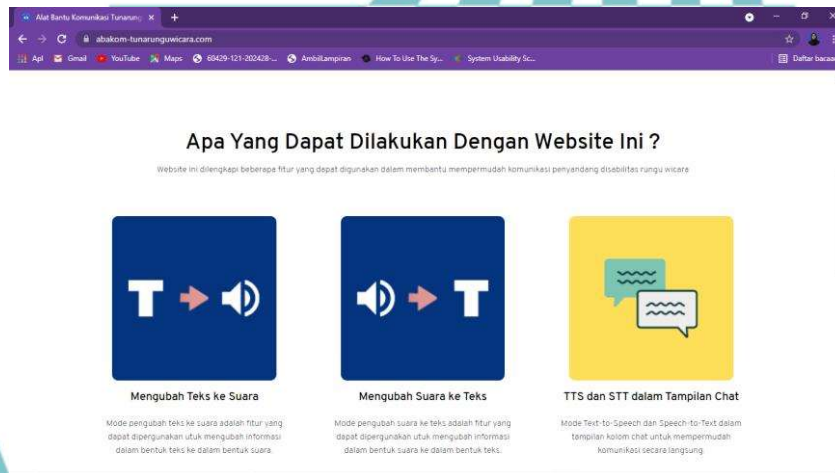 Alat Bantu Komunikasi Tunarung
abakom-tunarunguwicara.com
Apl Gmail YouTube Maps 60429-121-202428-... AmbilLampiran How To Use The Sy... System Usability Sc... Daftar bacaan
Apa Yang Dapat Dilakukan Dengan Website Ini ?
Website ini dilengkapi beberapa fitur yang dapat digunakan dalam membantu mempermudah komunikasi penyandang disabilitas rungu wicara
T
T
Mengubah Teks ke Suara
Mode pengubah teks ke suara adalah fitur yang
dapat dipergunakan utuk mengubah informasi
dalam bentuk teks ke dalam bentuk suara.
Mengubah Suara ke Teks
Mode pengubah suara ke teks adalah fitur yang
dapat dipergunakan utuk mengubah informasi
dalam bentuk suara ke dalam bentuk teks.
TTS dan STT dalam Tampilan Chat
Mode Text-to-Speech dan Speech-to-Text dalam
tampilan kolom chat untuk mempermudah
komunikasi secara langsung.